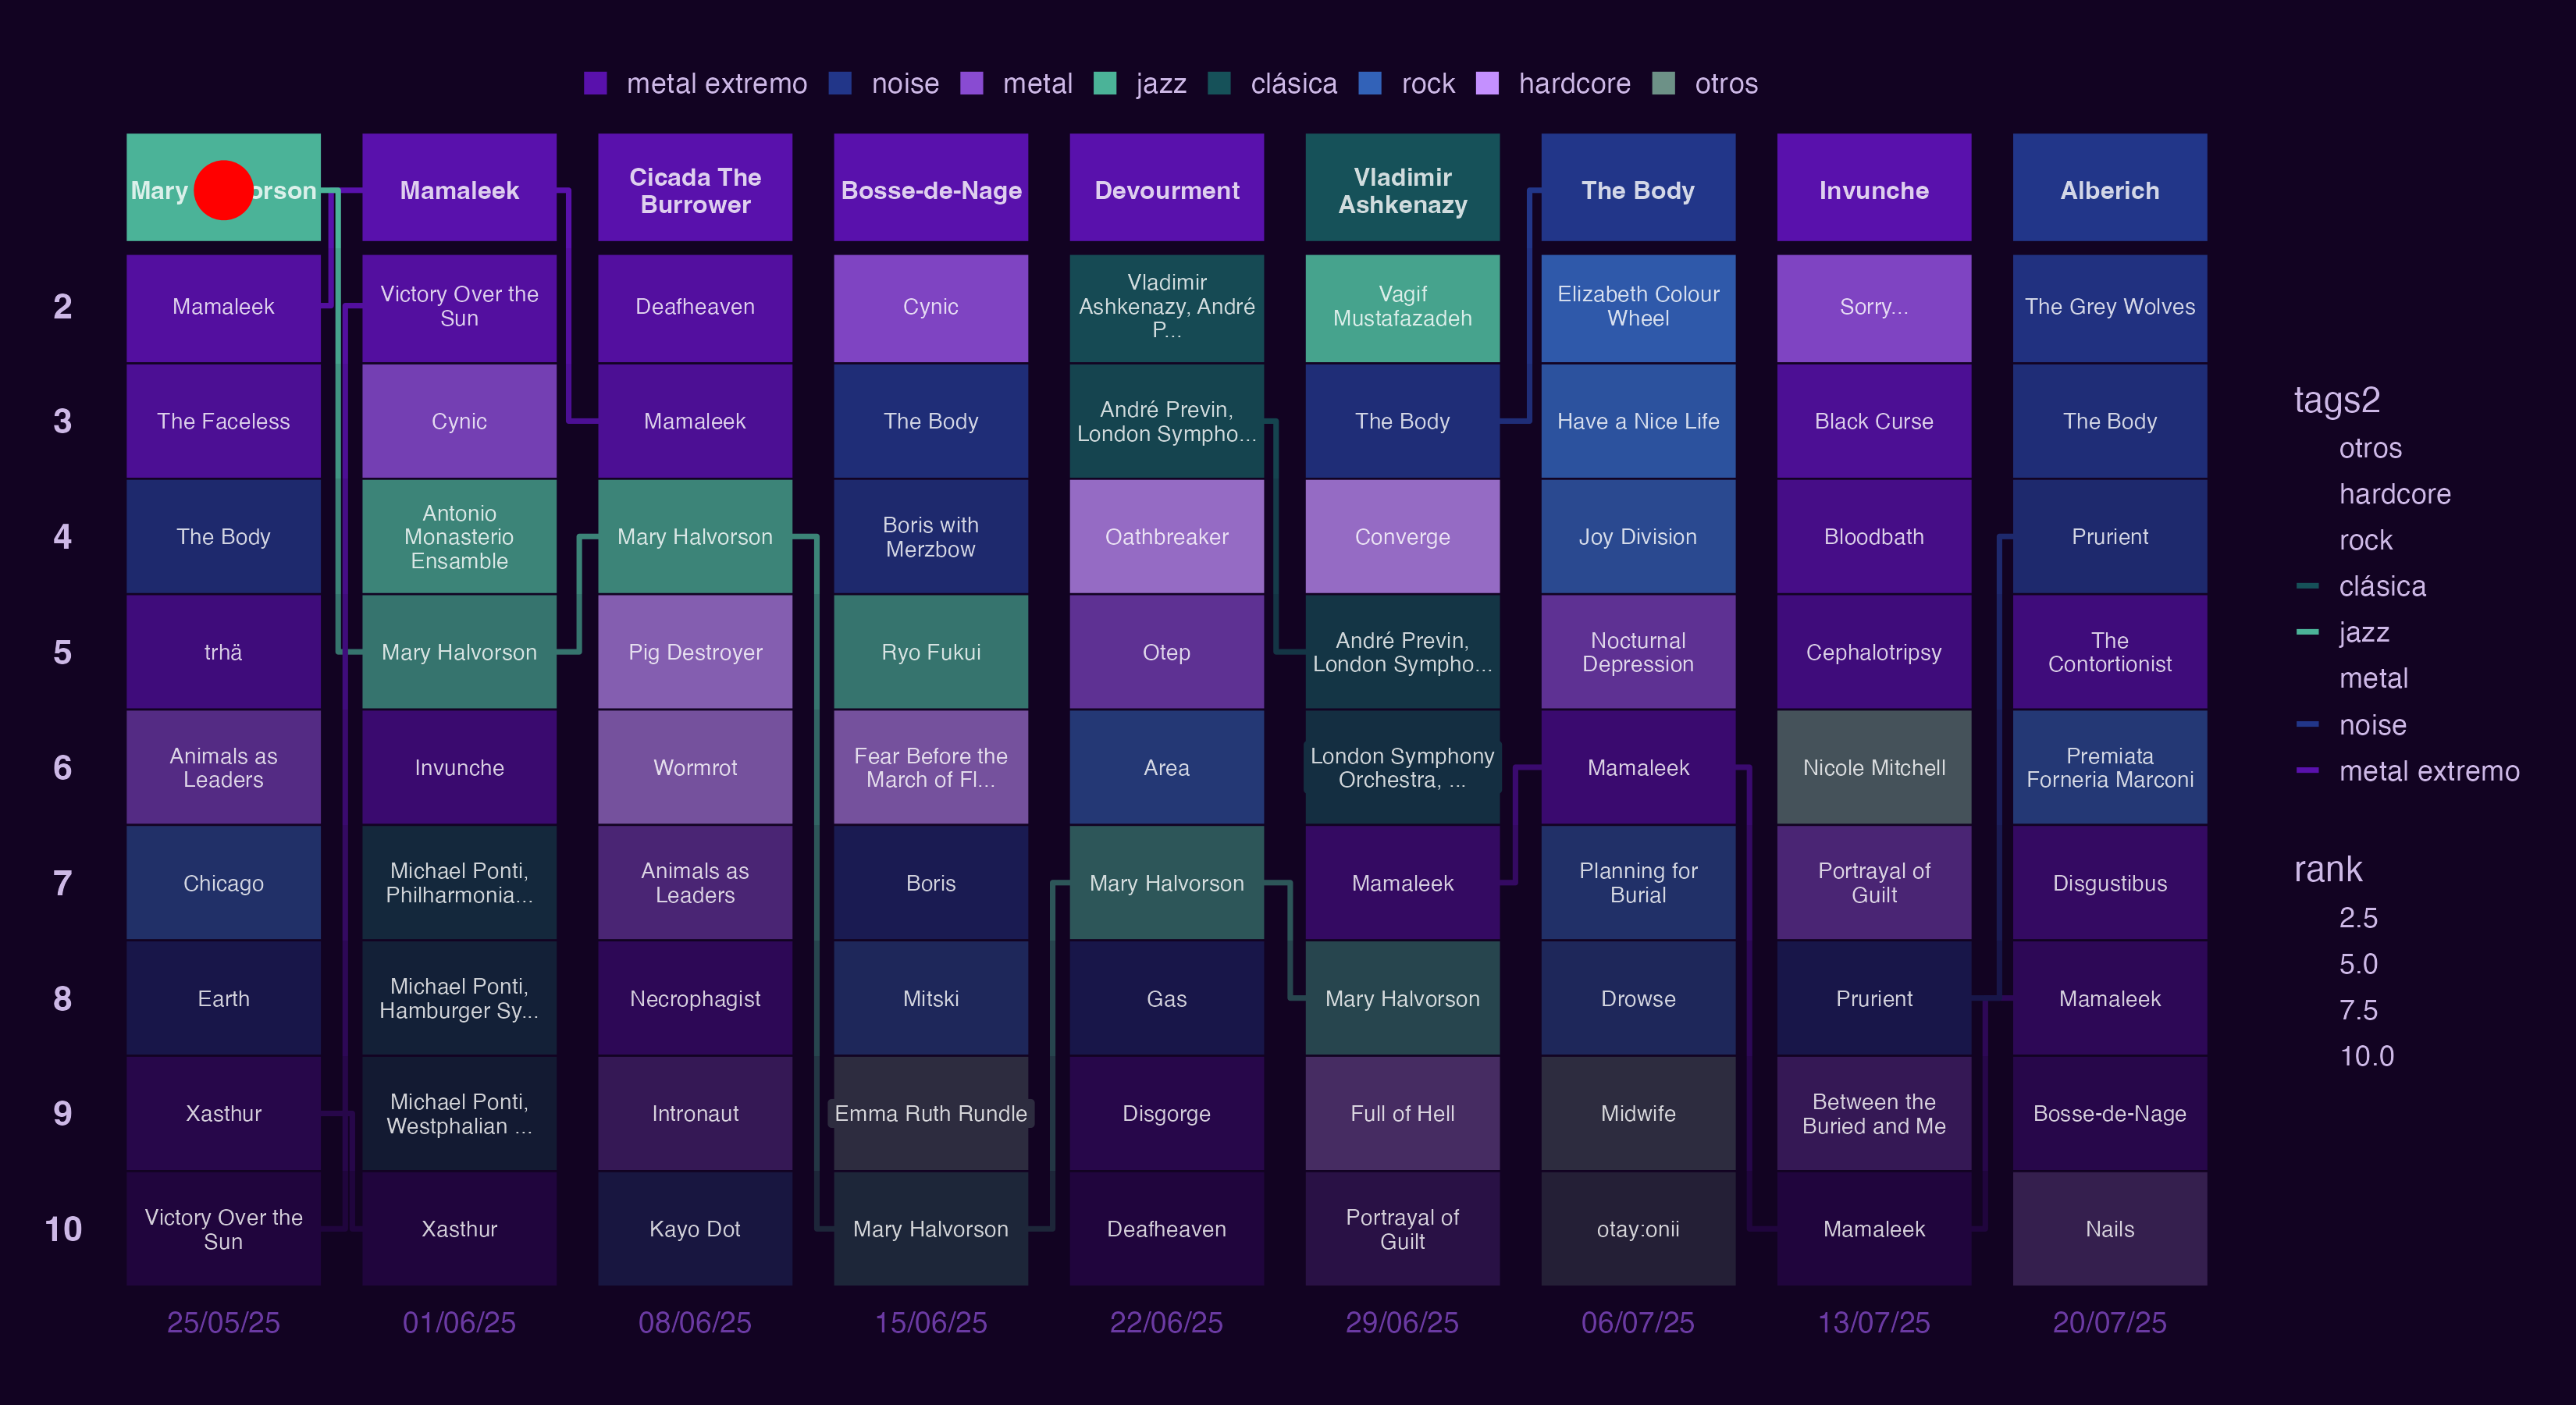 metal extremo noise metal jazz clásica rock hardcore otros
Mary orson
Mamaleek
Cicada The
Burrower
Bosse-de-Nage
Devourment
Vladimir
Ashkenazy
The Body
Invunche
Alberich
2
Mamaleek
Victory Over the
Sun
Deafheaven
Cynic
Vladimir
Ashkenazy, André
P...
Vagif
Mustafazadeh
Elizabeth Colour
Wheel
Sorry...
The Grey Wolves
3
The Faceless
Cynic
Mamaleek
The Body
André Previn,
London Sympho...
The Body
Have a Nice Life
Black Curse
The Body
4
The Body
Antonio
Monasterio
Ensamble
Mary Halvorson
Boris with
Merzbow
Oathbreaker
Converge
Joy Division
Bloodbath
Prurient
5
trhä
Mary Halvorson
Pig Destroyer
Ryo Fukui
Otep
André Previn,
London Sympho...
Nocturnal
Depression
Cephalotripsy
The
Contortionist
6
Animals as
Leaders
Invunche
Wormrot
Fear Before the
March of Fl...
Area
London Symphony
Orchestra, ...
Mamaleek
Nicole Mitchell
Premiata
Forneria Marconi
7
Chicago
Michael Ponti,
Philharmonia...
Animals as
Leaders
Boris
Mary Halvorson
Mamaleek
Planning for
Burial
Portrayal of
Guilt
Disgustibus
8
Earth
Michael Ponti,
Hamburger Sy...
Necrophagist
Mitski
Gas
Mary Halvorson
Drowse
Prurient
Mamaleek
9
Xasthur
Michael Ponti,
Westphalian ...
Intronaut
Emma Ruth Rundle
Disgorge
Full of Hell
Midwife
Between the
Buried and Me
Bosse-de-Nage
10
Victory Over the
Sun
Xasthur
Kayo Dot
Mary Halvorson
Deafheaven
Portrayal of
Guilt
otay:onii
Mamaleek
Nails
25/05/25 01/06/25 08/06/25 15/06/25 22/06/25 29/06/25 06/07/25 13/07/25 20/07/25
tags2
otros
hardcore
rock
clásica
jazz
metal
noise
metal extremo
rank
2.5
5.0
7.5
10.0